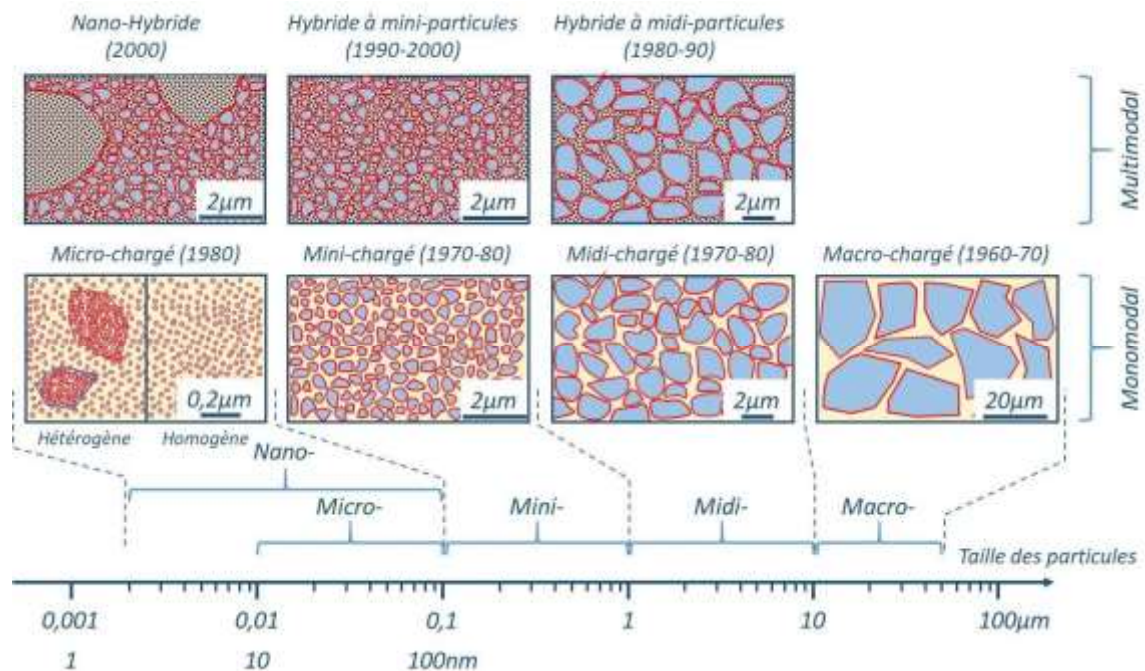 Nano-Hybride
(2000)
Hybride à mini-particules
(1990-2000)
Hybride à midi-particules
(1980-90)
2µm
2µm
2µm
Multimodal
Micro-chargé (1980)
Mini-chargé (1970-80)
Midi-chargé (1970-80)
Macro-chargé (1960-70)
0,2µm
2µm
2µm
20µm
Monomodal
Hétérogène
Homogène
Nano-
Micro-
Mini-
Midi-
Macro-
Taille des particules
0,001
0,01
0,1
1
10
100µm
1
10
100nm